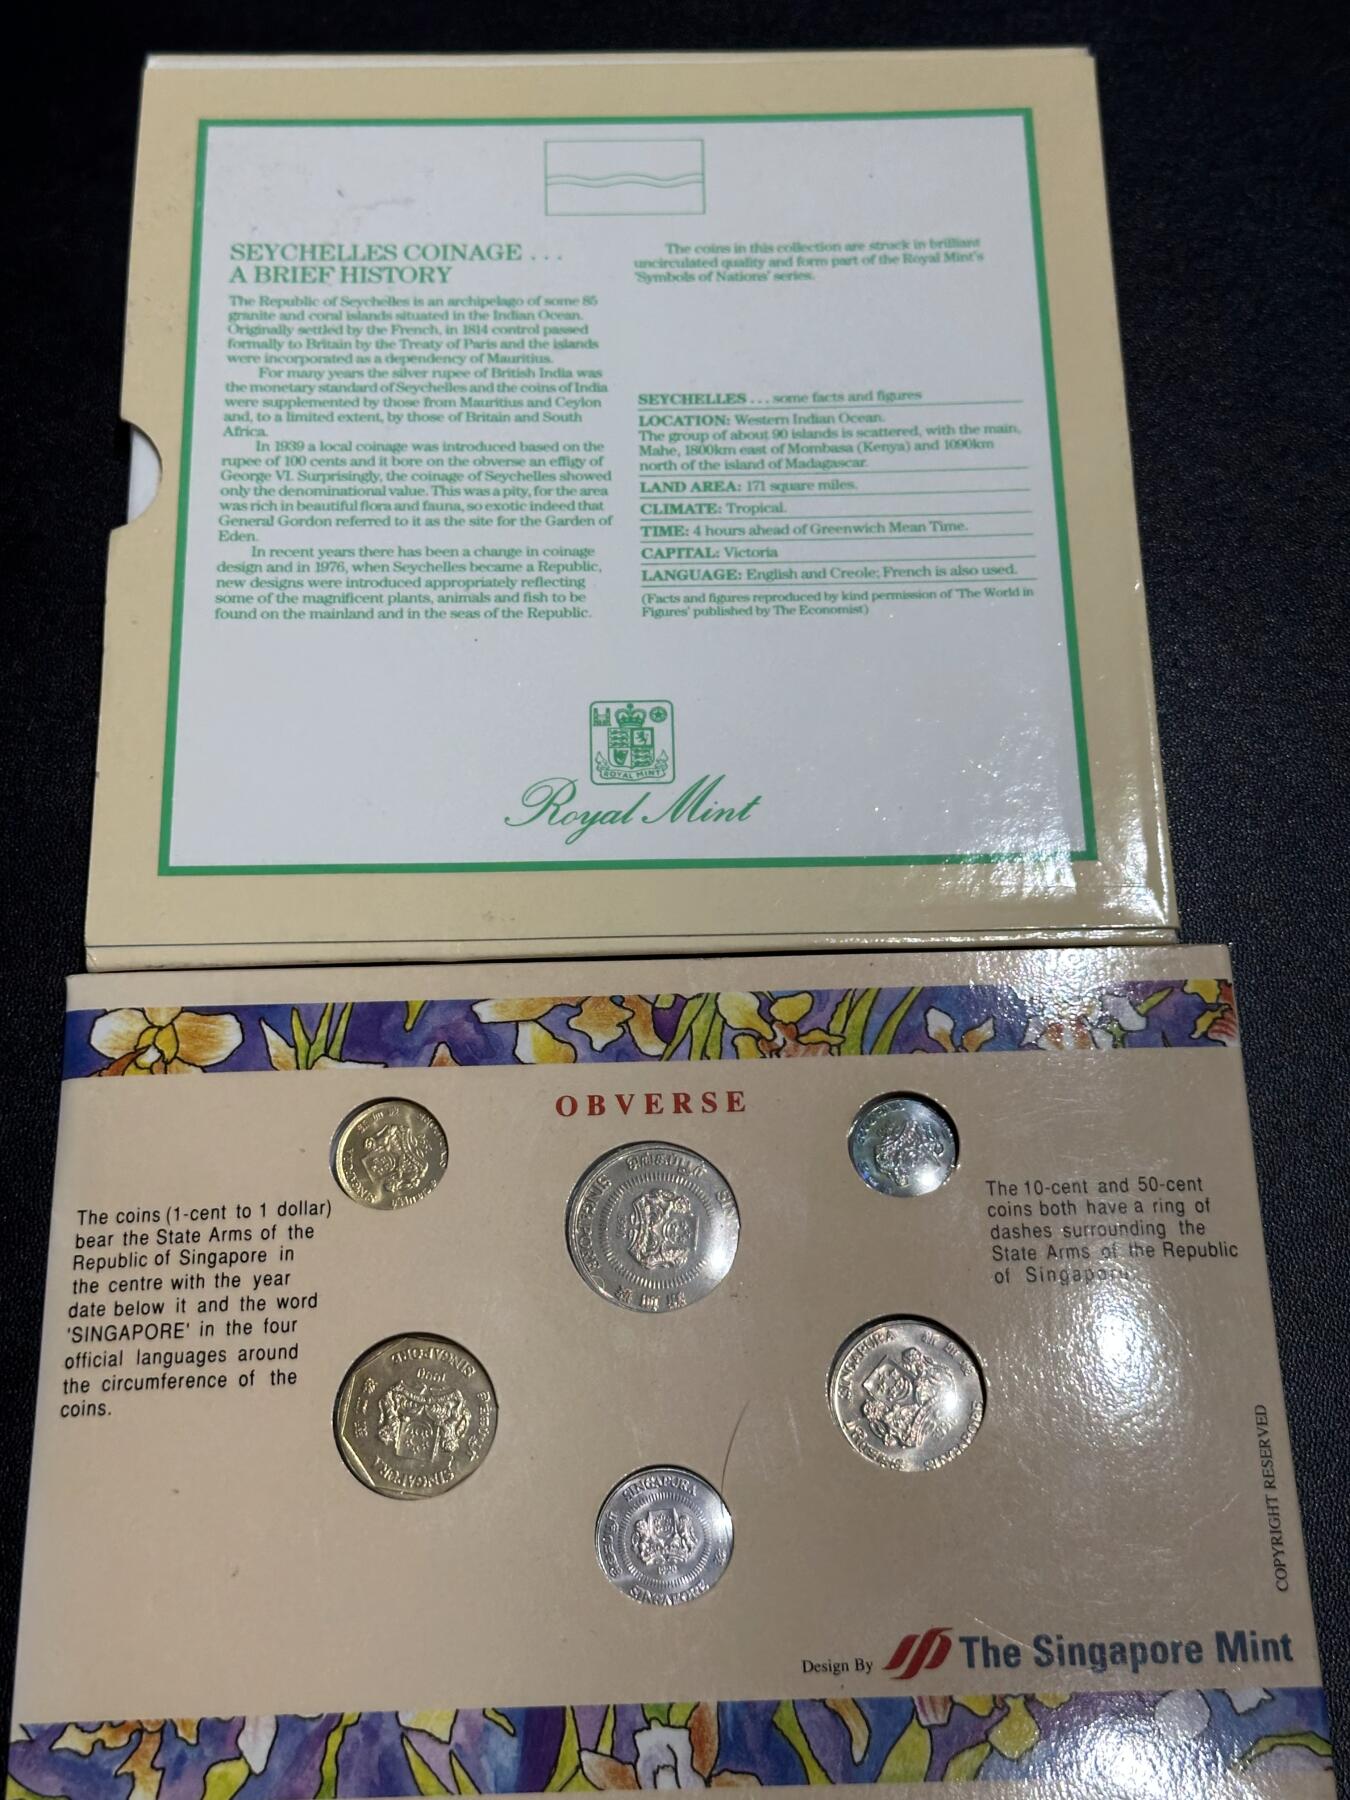 SEYCHELLES COINAGE . . .
A BRIEF HISTORY
The Republic of Seychelles is an archipelago of some 85
granite and coral islands situated in the Indian Ocean.
Originally settled by the French, in 1814 control passed
formally to Britain by the Treaty of Paris and the islands
were incorporated as a dependency of Mauritius.
For many years the silver rupee of British India was
the monetary standard of Seychelles and the coins of India
were supplemented by those from Mauritius and Ceylon
and, to a limited extent, by those of Britain and South
Africa.
In 1939 a local coinage was introduced based on the
rupee of 100 cents and it bore on the obverse an effigy of
George VI. Surprisingly, the coinage of Seychelles showed
only the denominational value. This was a pity, for the area
was rich in beautiful flora and fauna, so exotic indeed that
General Gordon referred to it as the site for the Garden of
Eden.
In recent years there has been a change in coinage
design and in 1976, when Seychelles became a Republic,
new designs were introduced appropriately reflecting
some of the magnificent plants, animals and fish to be
found on the mainland and in the seas of the Republic.
The coins in this collection are struck in brilliant
uncirculated quality and form part of the Royal Mint's
'Symbols of Nations' series.
SEYCHELLES . . . some facts and figures
LOCATION: Western Indian Ocean.
The group of about 90 islands is scattered, with the main,
Mahe, 1800km east of Mombasa (Kenya) and 1090km
north of the island of Madagascar.
LAND AREA: 171 square miles.
CLIMATE: Tropical.
TIME: 4 hours ahead of Greenwich Mean Time.
CAPITAL: Victoria
LANGUAGE: English and Creole; French is also used.
(Facts and figures reproduced by kind permission of 'The World in
Figures' published by The Economist)
ROYAL MINT
Royal Mint
OBVERSE
The coins (1-cent to 1 dollar)
bear the State Arms of the
Republic of Singapore in
the centre with the year
date below it and the word
'SINGAPORE' in the four
official languages around
the circumference of the
coins.
The 10-cent and 50-cent
coins both have a ring of
dashes surrounding the
State Arms of the Republic
of Singapore.
SINGAPURA
SINGAPORE
SINGAPURA
SINGAPORE
SINGAPURA
SINGAPORE
COPYRIGHT RESERVED
Design By The Singapore Mint